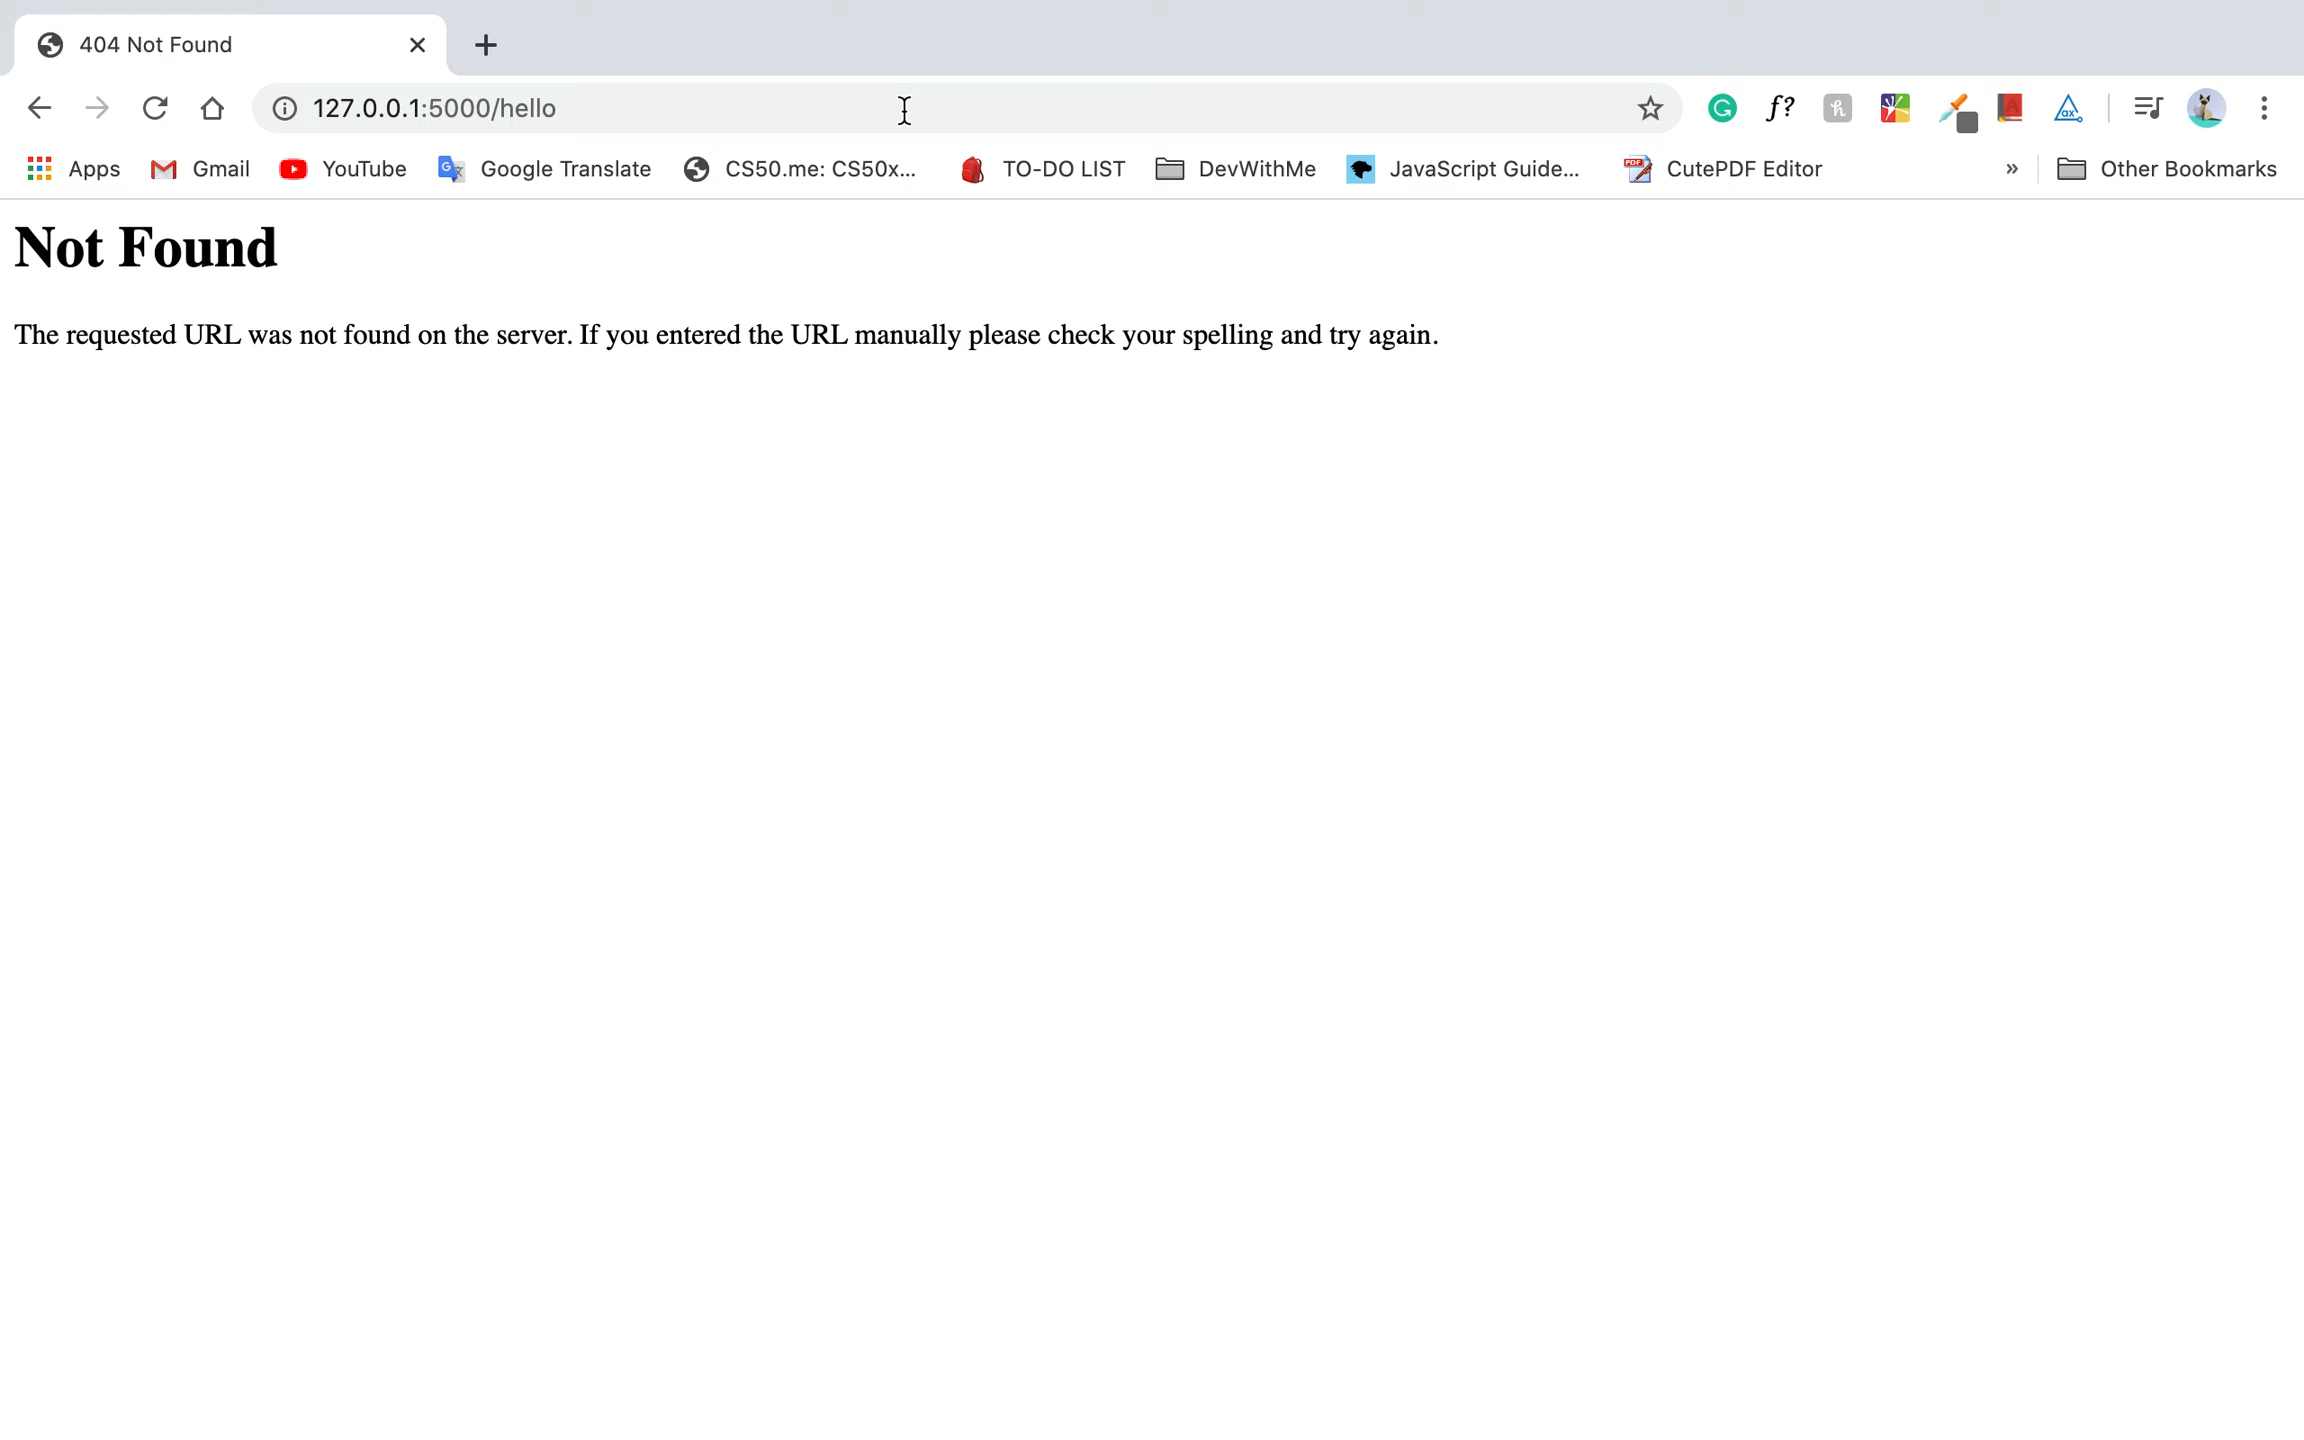 404 Not Found
127.0.0.1:5000/hello
Apps Gmail YouTube Google Translate CS50.me: CS50x... TO-DO LIST DevWithMe JavaScript Guide... CutePDF Editor » Other Bookmarks
Not Found
The requested URL was not found on the server. If you entered the URL manually please check your spelling and try again.